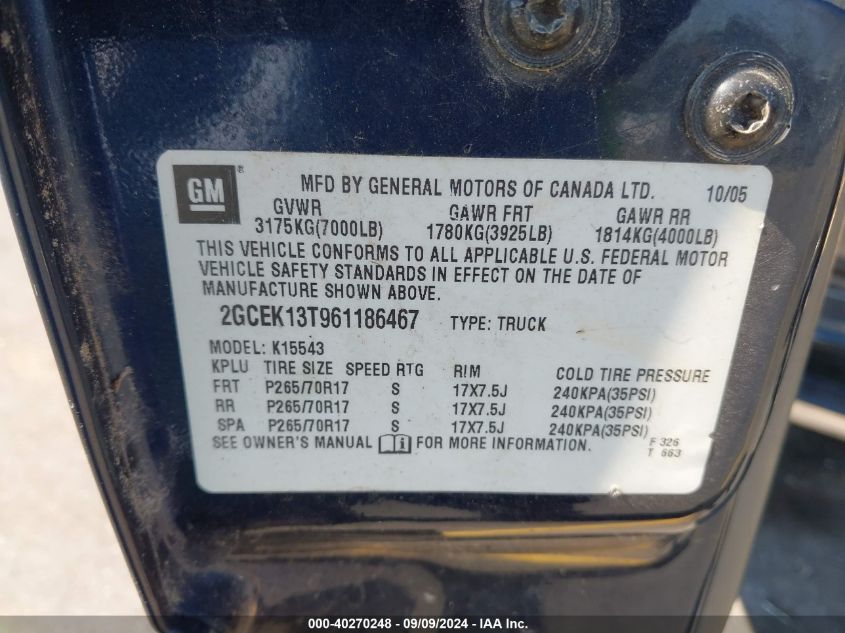 GM® MFD BY GENERAL MOTORS OF CANADA LTD. 10/05
GVWR GAWR FRT GAWR RR
3175KG(7000LB) 1780KG(3925LB) 1814KG(4000LB)
THIS VEHICLE CONFORMS TO ALL APPLICABLE U.S. FEDERAL MOTOR
VEHICLE SAFETY STANDARDS IN EFFECT ON THE DATE OF
MANUFACTURE SHOWN ABOVE.
2GCEK13T961186467 TYPE: TRUCK
MODEL: K15543
KPLU TIRE SIZE SPEED RTG RIM COLD TIRE PRESSURE
FRT P265/70R17 S 17X7.5J 240KPA(35PSI)
RR P265/70R17 S 17X7.5J 240KPA(35PSI)
SPA P265/70R17 S 17X7.5J 240KPA(35PSI)
SEE OWNER'S MANUAL i FOR MORE INFORMATION.
F 326
T 663
000-40270248 - 09/09/2024 - IAA Inc.